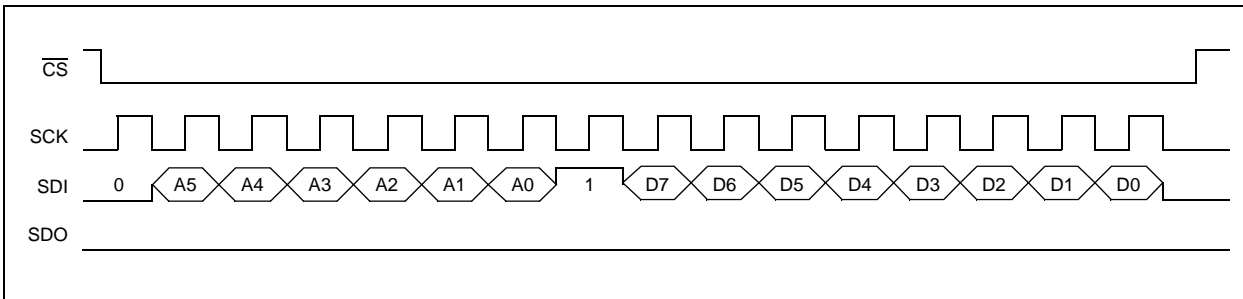 C̅S̅
SCK
SDI 0 A5 A4 A3 A2 A1 A0 1 D7 D6 D5 D4 D3 D2 D1 D0
SDO